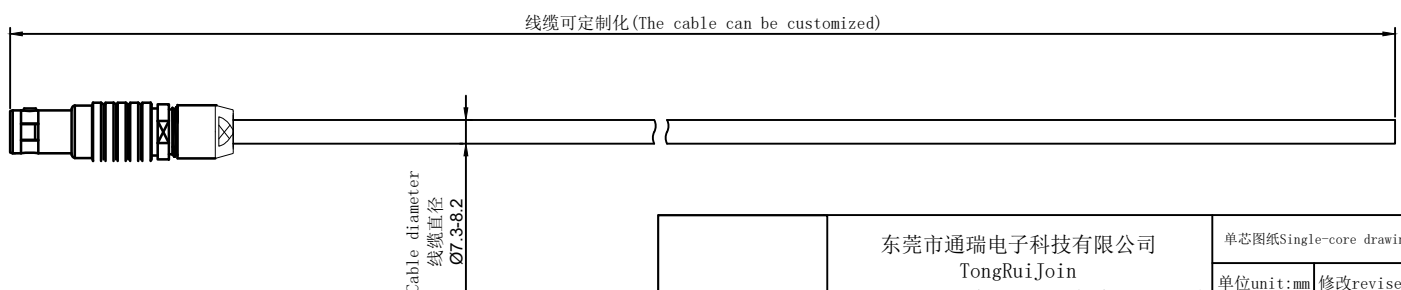 线缆可定制化(The cable can be customized)
Cable diameter
线缆直径
Ø7.3-8.2
东莞市通瑞电子科技有限公司
TongRuiJoin
单芯图纸Single-core drawin
单位unit:mm
修改revise